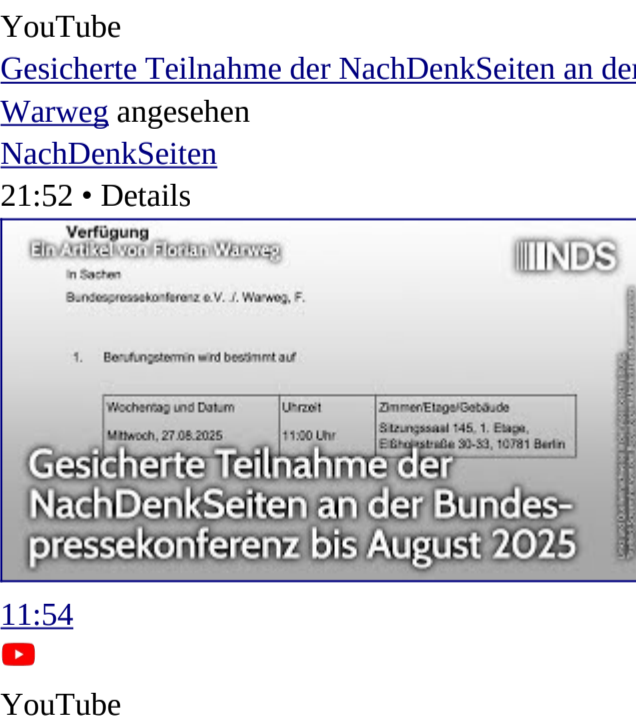 YouTube
Gesicherte Teilnahme der NachDenkSeiten an der
Warweg angesehen
NachDenkSeiten
21:52 • Details
Verfügung
Ein Artikel von Florian Warweg
NDS
In Sachen
Bundespressekonferenz e.V. ./. Warweg, F.
1. Berufungstermin wird bestimmt auf
Wochentag und Datum Uhrzeit Zimmer/Etage/Gebäude
Mittwoch, 27.08.2025 11:00 Uhr Sitzungssaal 145, 1. Etage,
Elßholzstraße 30-33, 10781 Berlin
Gesicherte Teilnahme der
NachDenkSeiten an der Bundes-
pressekonferenz bis August 2025
11:54
YouTube